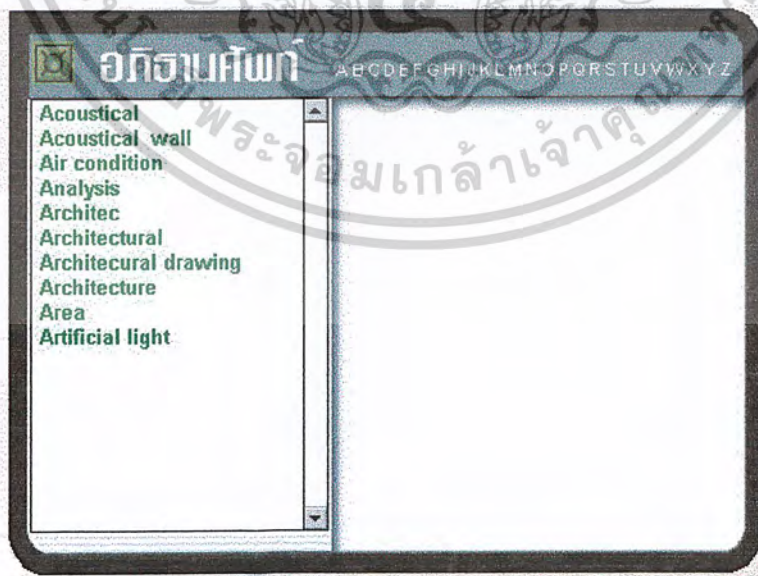 อภิธานศัพท์ ABCDEFGHIJKLMNOPQRSTUVWXYZ
Acoustical
Acoustical wall
Air condition
Analysis
Architec
Architectural
Architecural drawing
Architecture
Area
Artificial light